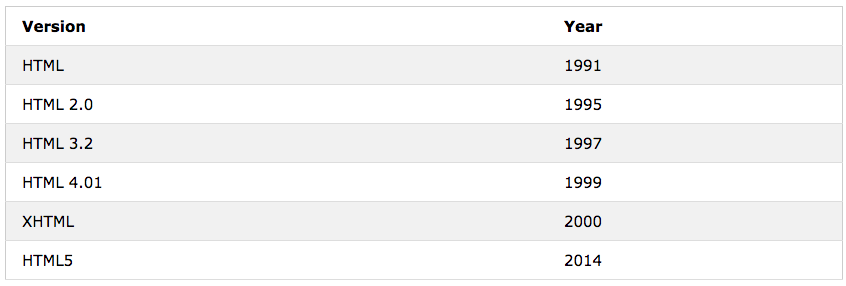 Version Year
HTML 1991
HTML 2.0 1995
HTML 3.2 1997
HTML 4.01 1999
XHTML 2000
HTML5 2014